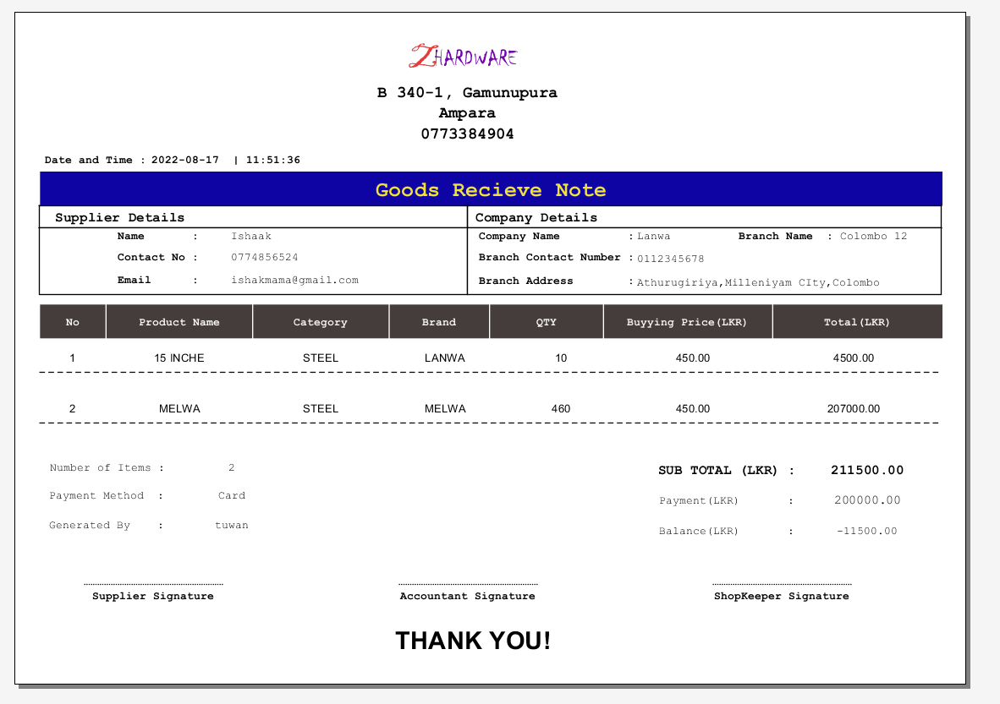 ZHARDWARE
B 340-1, Gamunupura
Ampara
0773384904
Date and Time : 2022-08-17 | 11:51:36
Goods Recieve Note
Supplier Details Company Details
Name : Ishaak Company Name : Lanwa Branch Name : Colombo 12
Contact No : 0774856524 Branch Contact Number : 0112345678
Email : ishakmama@gmail.com Branch Address : Athurugiriya,Milleniyam CIty,Colombo
No Product Name Category Brand QTY Buyying Price(LKR) Total(LKR)
1 15 INCHE STEEL LANWA 10 450.00 4500.00
2 MELWA STEEL MELWA 460 450.00 207000.00
Number of Items : 2 SUB TOTAL (LKR) : 211500.00
Payment Method : Card Payment(LKR) : 200000.00
Generated By : tuwan Balance(LKR) : -11500.00
Supplier Signature Accountant Signature ShopKeeper Signature
THANK YOU!